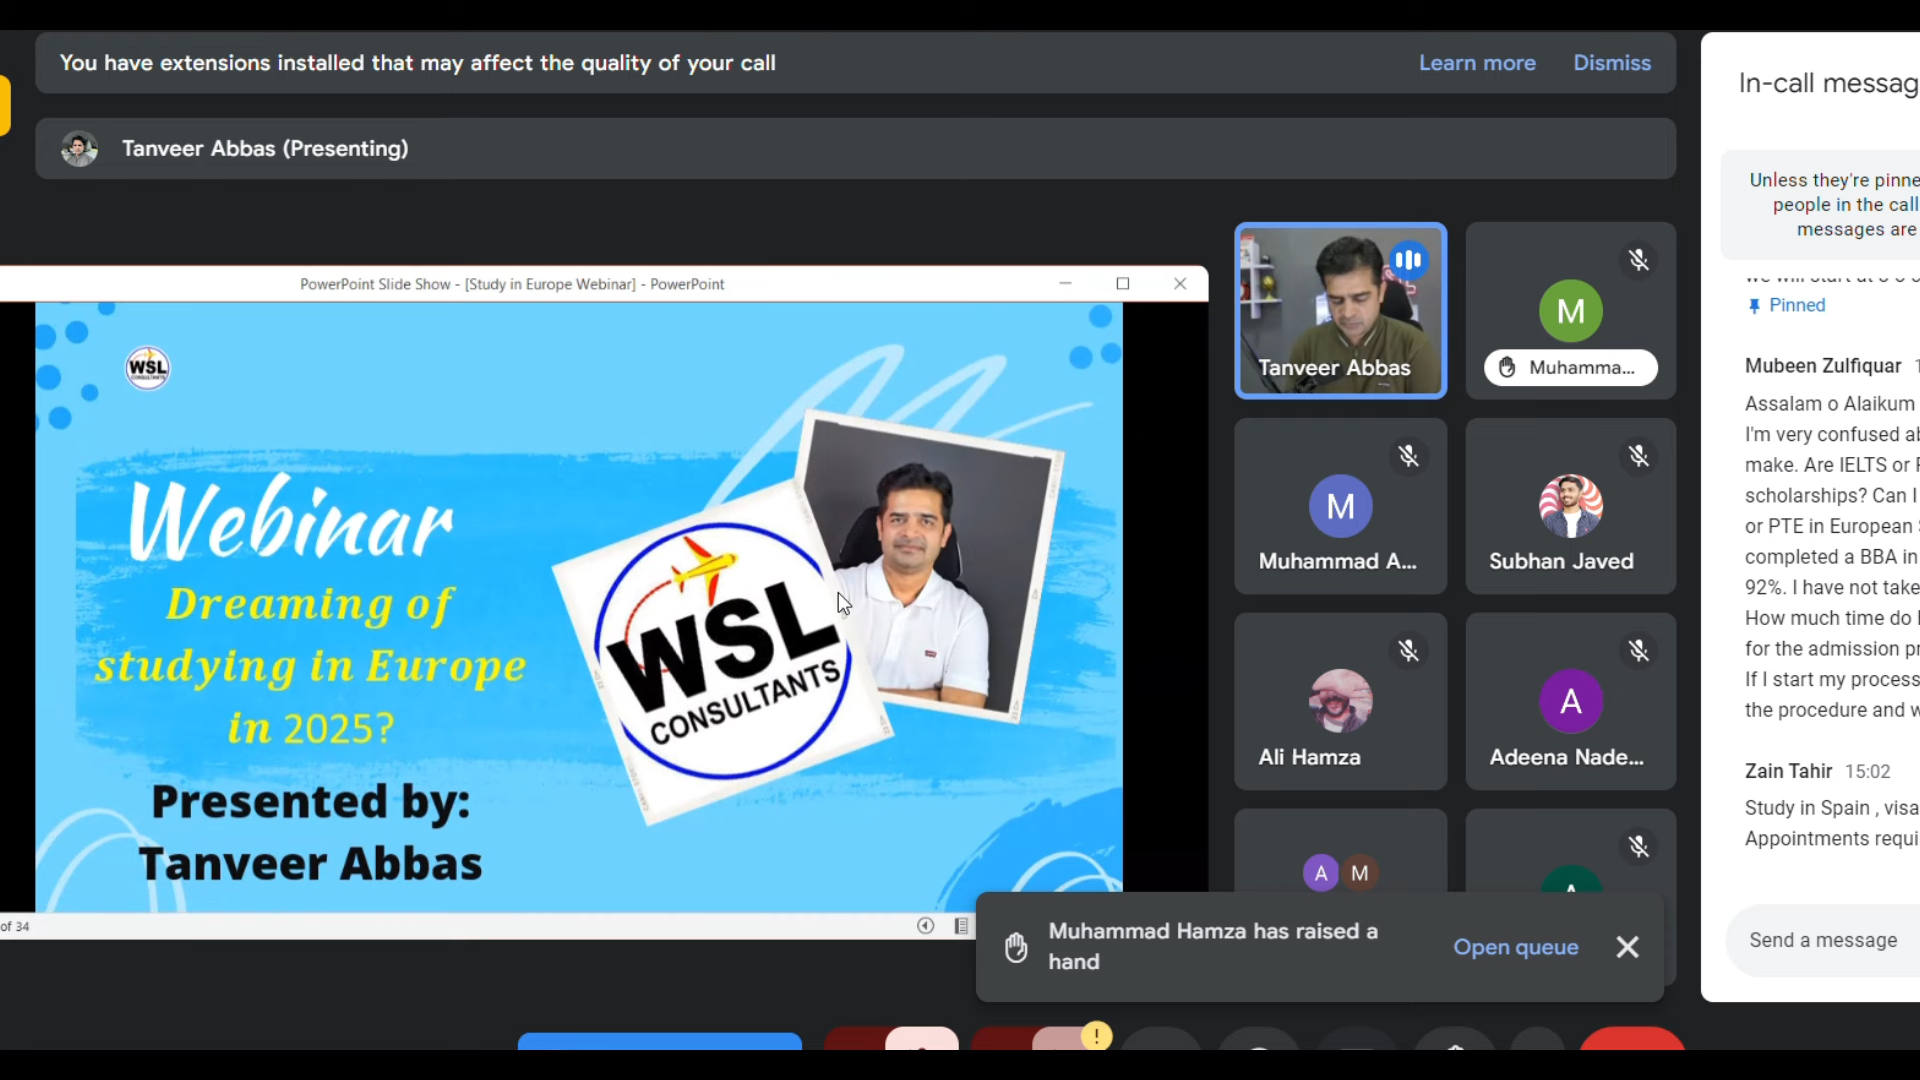 You have extensions installed that may affect the quality of your call
Learn more
Dismiss
Tanveer Abbas (Presenting)
PowerPoint Slide Show - [Study in Europe Webinar] - PowerPoint
WSL
Webinar
Dreaming of
studying in Europe
in 2025?
Presented by:
Tanveer Abbas
WSL
CONSULTANTS
of 34
Tanveer Abbas
M
Muhamma...
M
Muhammad A...
Subhan Javed
Ali Hamza
A
Adeena Nade...
A M
Muhammad Hamza has raised a
hand
Open queue
In-call messag
Unless they're pinne
people in the call
messages are
Pinned
Mubeen Zulfiquar
Assalam o Alaikum
I'm very confused ab
make. Are IELTS or
scholarships? Can I
or PTE in European
completed a BBA in
92%. I have not take
How much time do
for the admission pr
If I start my process
the procedure and w
Zain Tahir 15:02
Study in Spain , visa
Appointments requi
Send a message